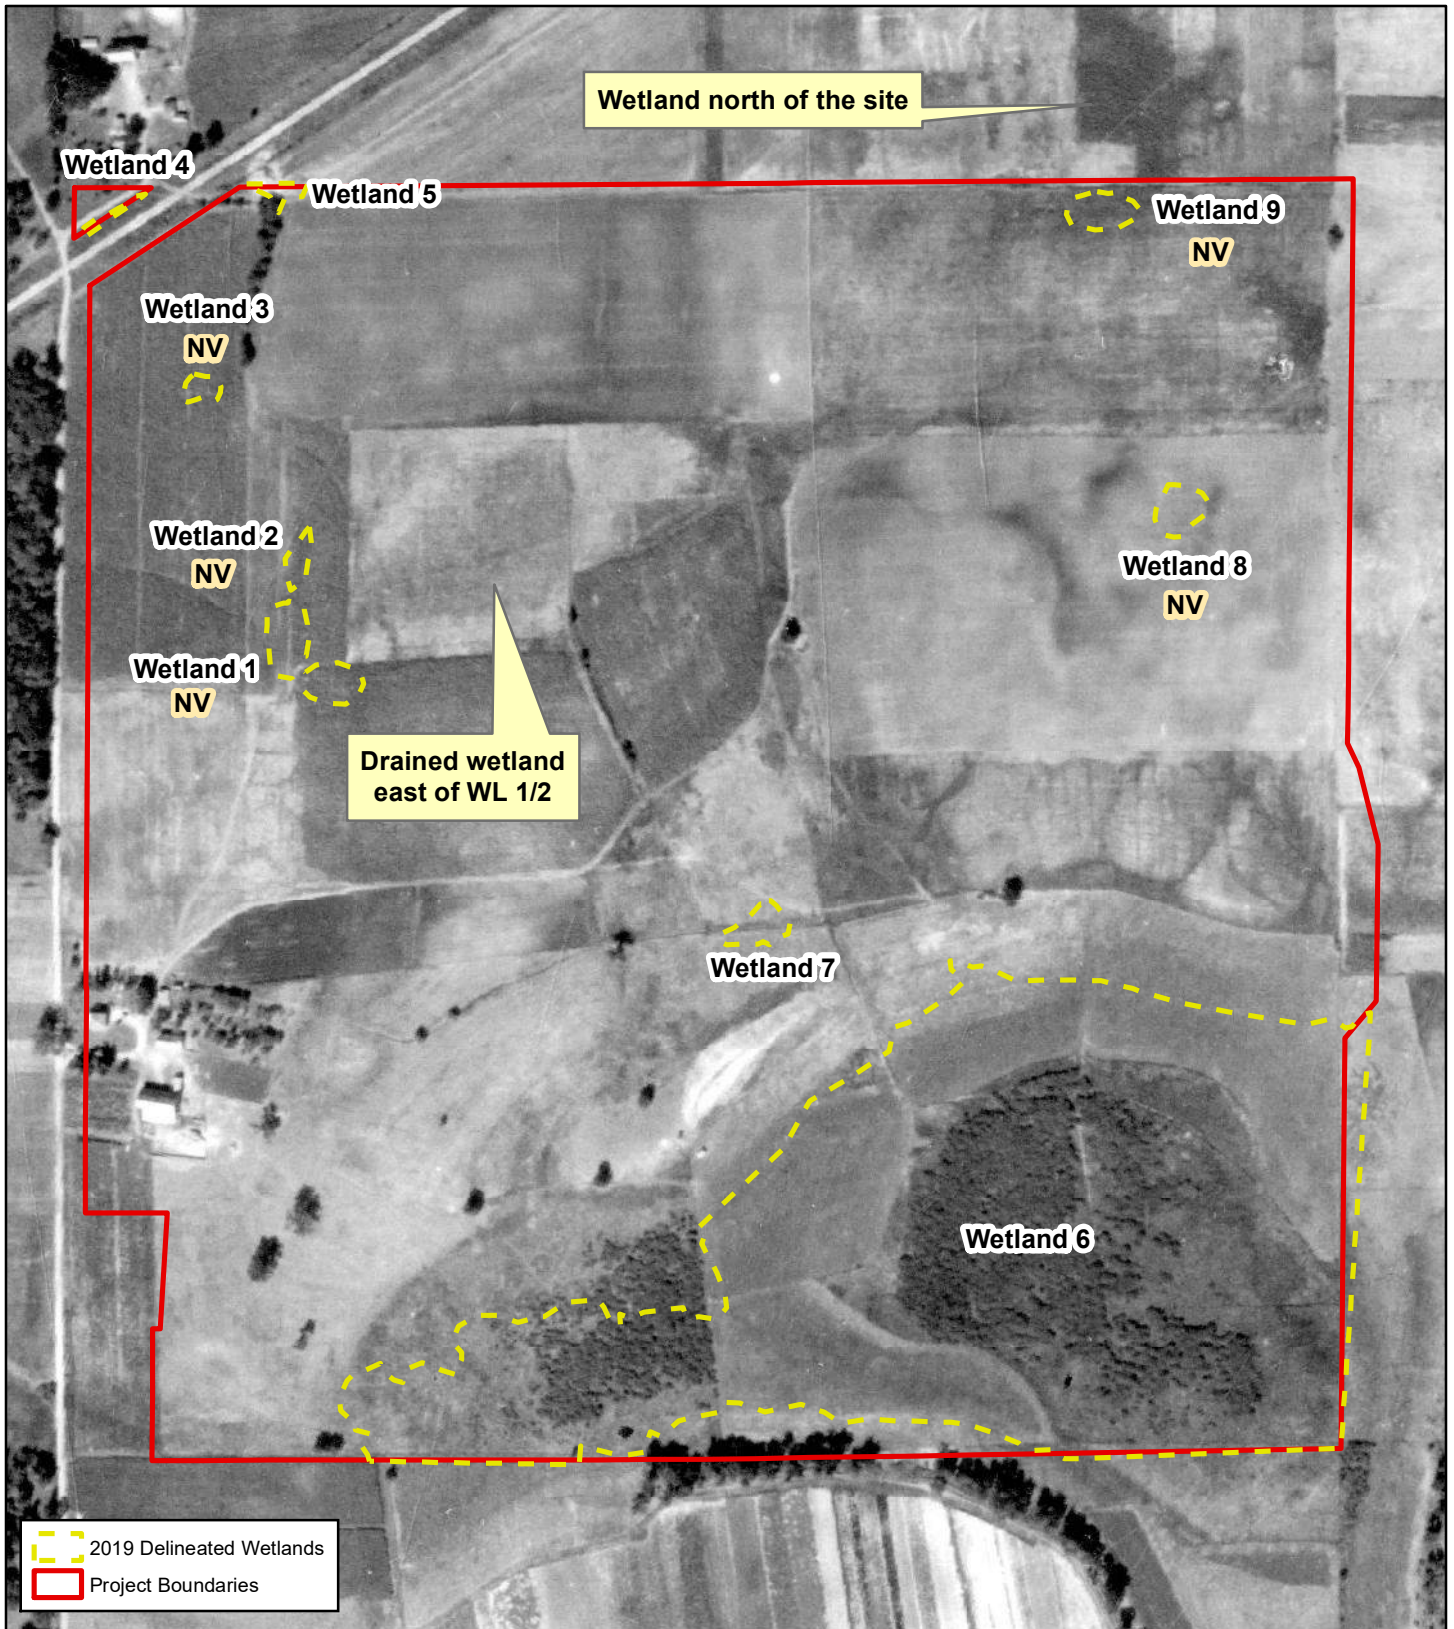 Wetland north of the site
Wetland 4
Wetland 5
Wetland 9
NV
Wetland 3
NV
Wetland 2
NV
Wetland 8
NV
Wetland 1
NV
Drained wetland
east of WL 1/2
Wetland 7
Wetland 6
2019 Delineated Wetlands
Project Boundaries